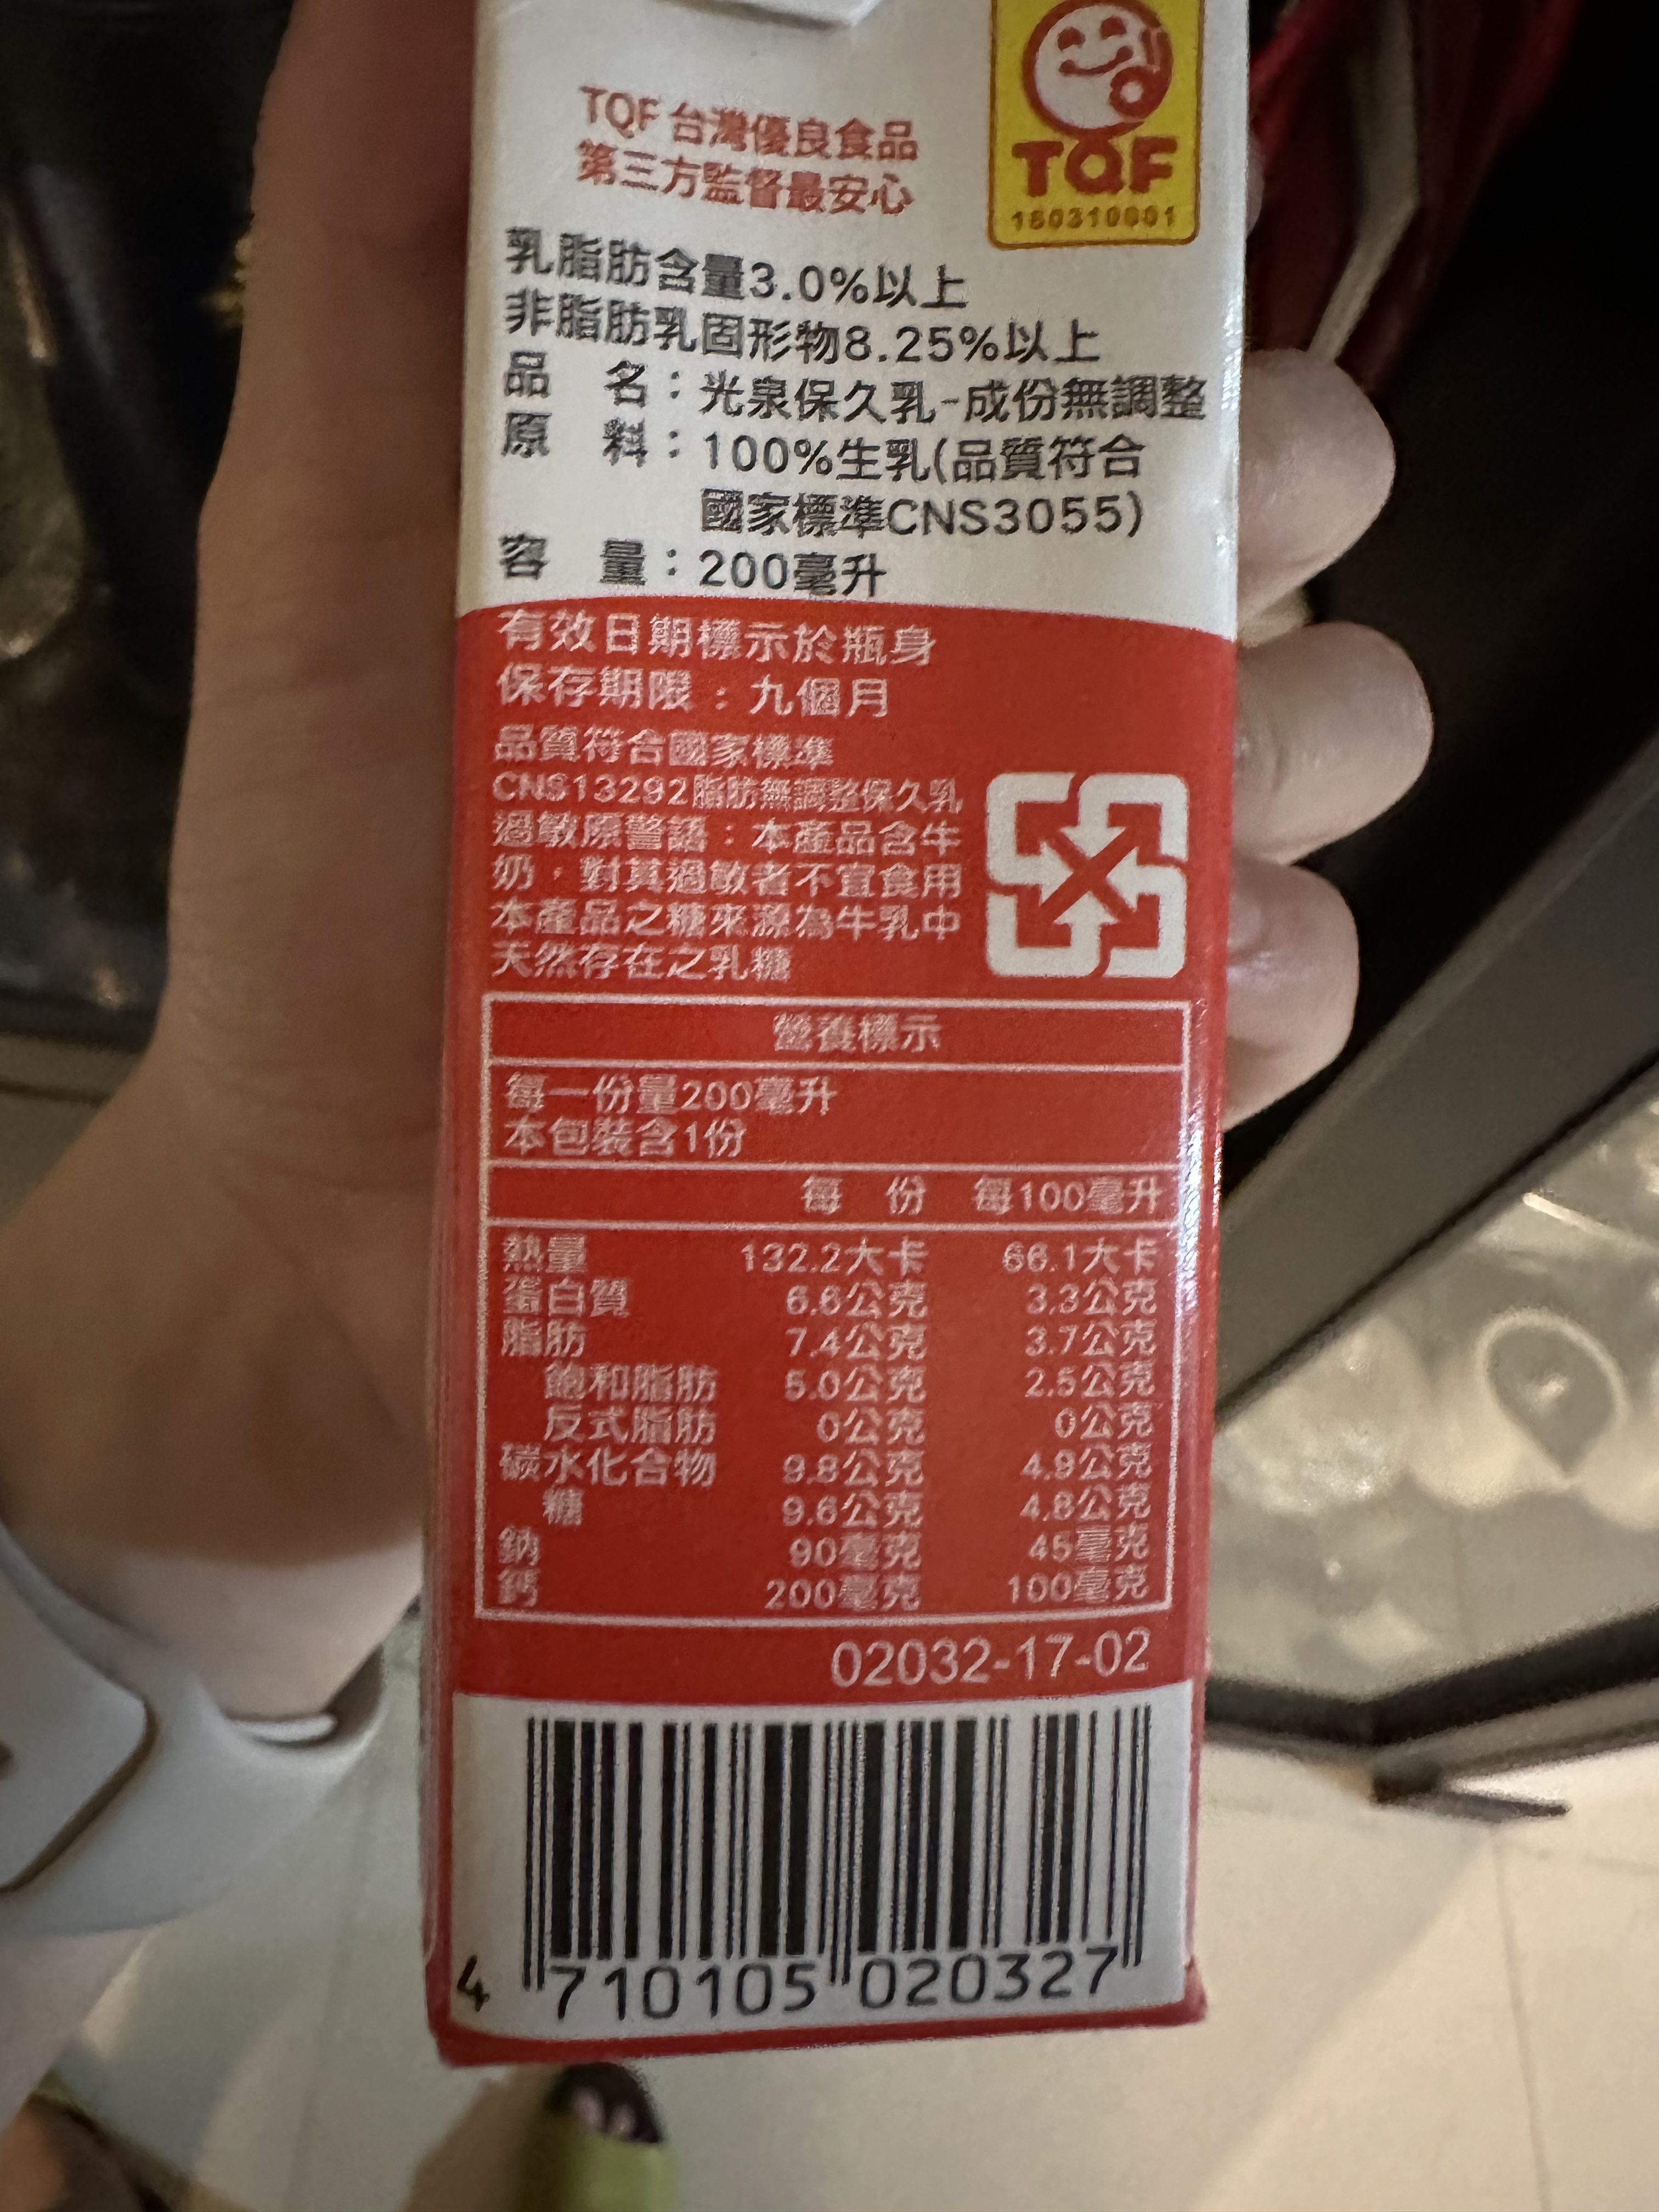 TQF 台灣優良食品
第三方監督最安心
TQF
180310001
乳脂肪含量3.0%以上
非脂肪乳固形物8.25%以上
品 名：光泉保久乳-成份無調整
原 料：100%生乳(品質符合
國家標準CNS3055)
容 量：200毫升
有效日期標示於瓶身
保存期限：九個月
品質符合國家標準
CNS13292脂肪無調整保久乳
過敏原警語：本產品含牛
奶，對其過敏者不宜食用
本產品之糖來源為牛乳中
天然存在之乳糖
營養標示
每一份量200毫升
本包裝含1份
每 份 每100毫升
熱量 132.2大卡 66.1大卡
蛋白質 6.6公克 3.3公克
脂肪 7.4公克 3.7公克
飽和脂肪 5.0公克 2.5公克
反式脂肪 0公克 0公克
碳水化合物 9.8公克 4.9公克
糖 9.6公克 4.8公克
鈉 90毫克 45毫克
鈣 200毫克 100毫克
02032-17-02
4 710105 020327